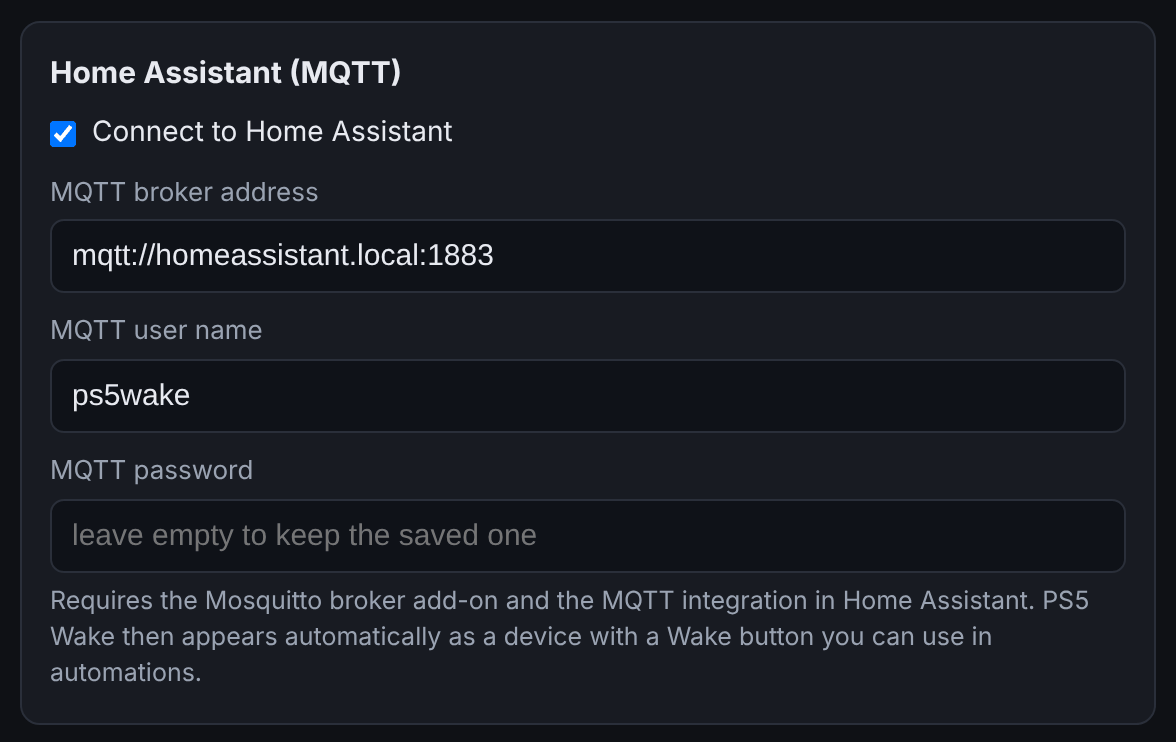 Home Assistant (MQTT)
Connect to Home Assistant
MQTT broker address
mqtt://homeassistant.local:1883
MQTT user name
ps5wake
MQTT password
leave empty to keep the saved one
Requires the Mosquitto broker add-on and the MQTT integration in Home Assistant. PS5
Wake then appears automatically as a device with a Wake button you can use in
automations.